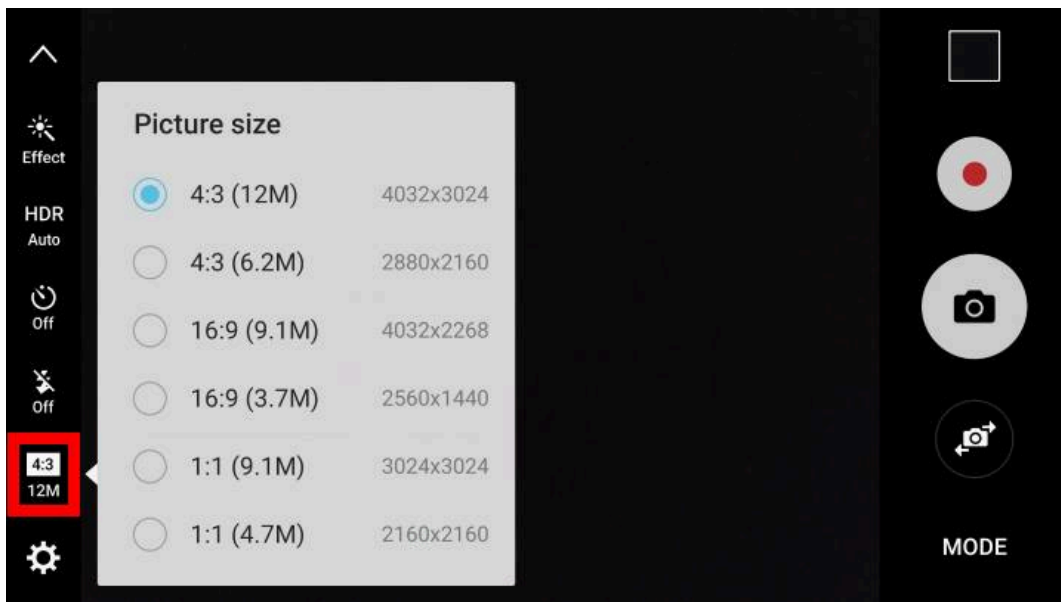 Effect
HDR
Auto
Off
Off
4:3
12M
Picture size
4:3 (12M) 4032x3024
4:3 (6.2M) 2880x2160
16:9 (9.1M) 4032x2268
16:9 (3.7M) 2560x1440
1:1 (9.1M) 3024x3024
1:1 (4.7M) 2160x2160
MODE